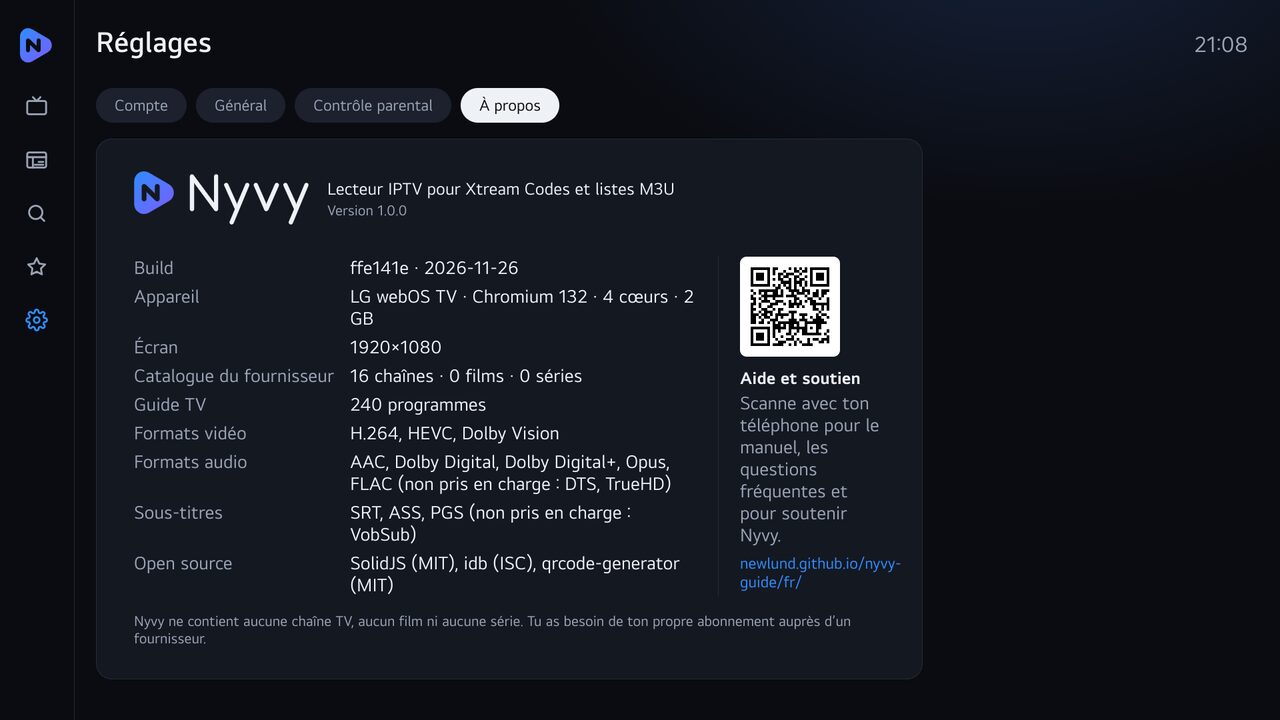 Réglages
21:08
Compte
Général
Contrôle parental
À propos
Nyvy
Lecteur IPTV pour Xtream Codes et listes M3U
Version 1.0.0
Build
ffe141e · 2026-11-26
Appareil
LG webOS TV · Chromium 132 · 4 cœurs · 2
GB
Écran
1920×1080
Catalogue du fournisseur
16 chaînes · 0 films · 0 séries
Guide TV
240 programmes
Formats vidéo
H.264, HEVC, Dolby Vision
Formats audio
AAC, Dolby Digital, Dolby Digital+, Opus,
FLAC (non pris en charge : DTS, TrueHD)
Sous-titres
SRT, ASS, PGS (non pris en charge :
VobSub)
Open source
SolidJS (MIT), idb (ISC), qrcode-generator
(MIT)
Aide et soutien
Scanne avec ton
téléphone pour le
manuel, les
questions
fréquentes et
pour soutenir
Nyvy.
newlund.github.io/nyvy-
guide/fr/
Nyvy ne contient aucune chaîne TV, aucun film ni aucune série. Tu as besoin de ton propre abonnement auprès d’un
fournisseur.